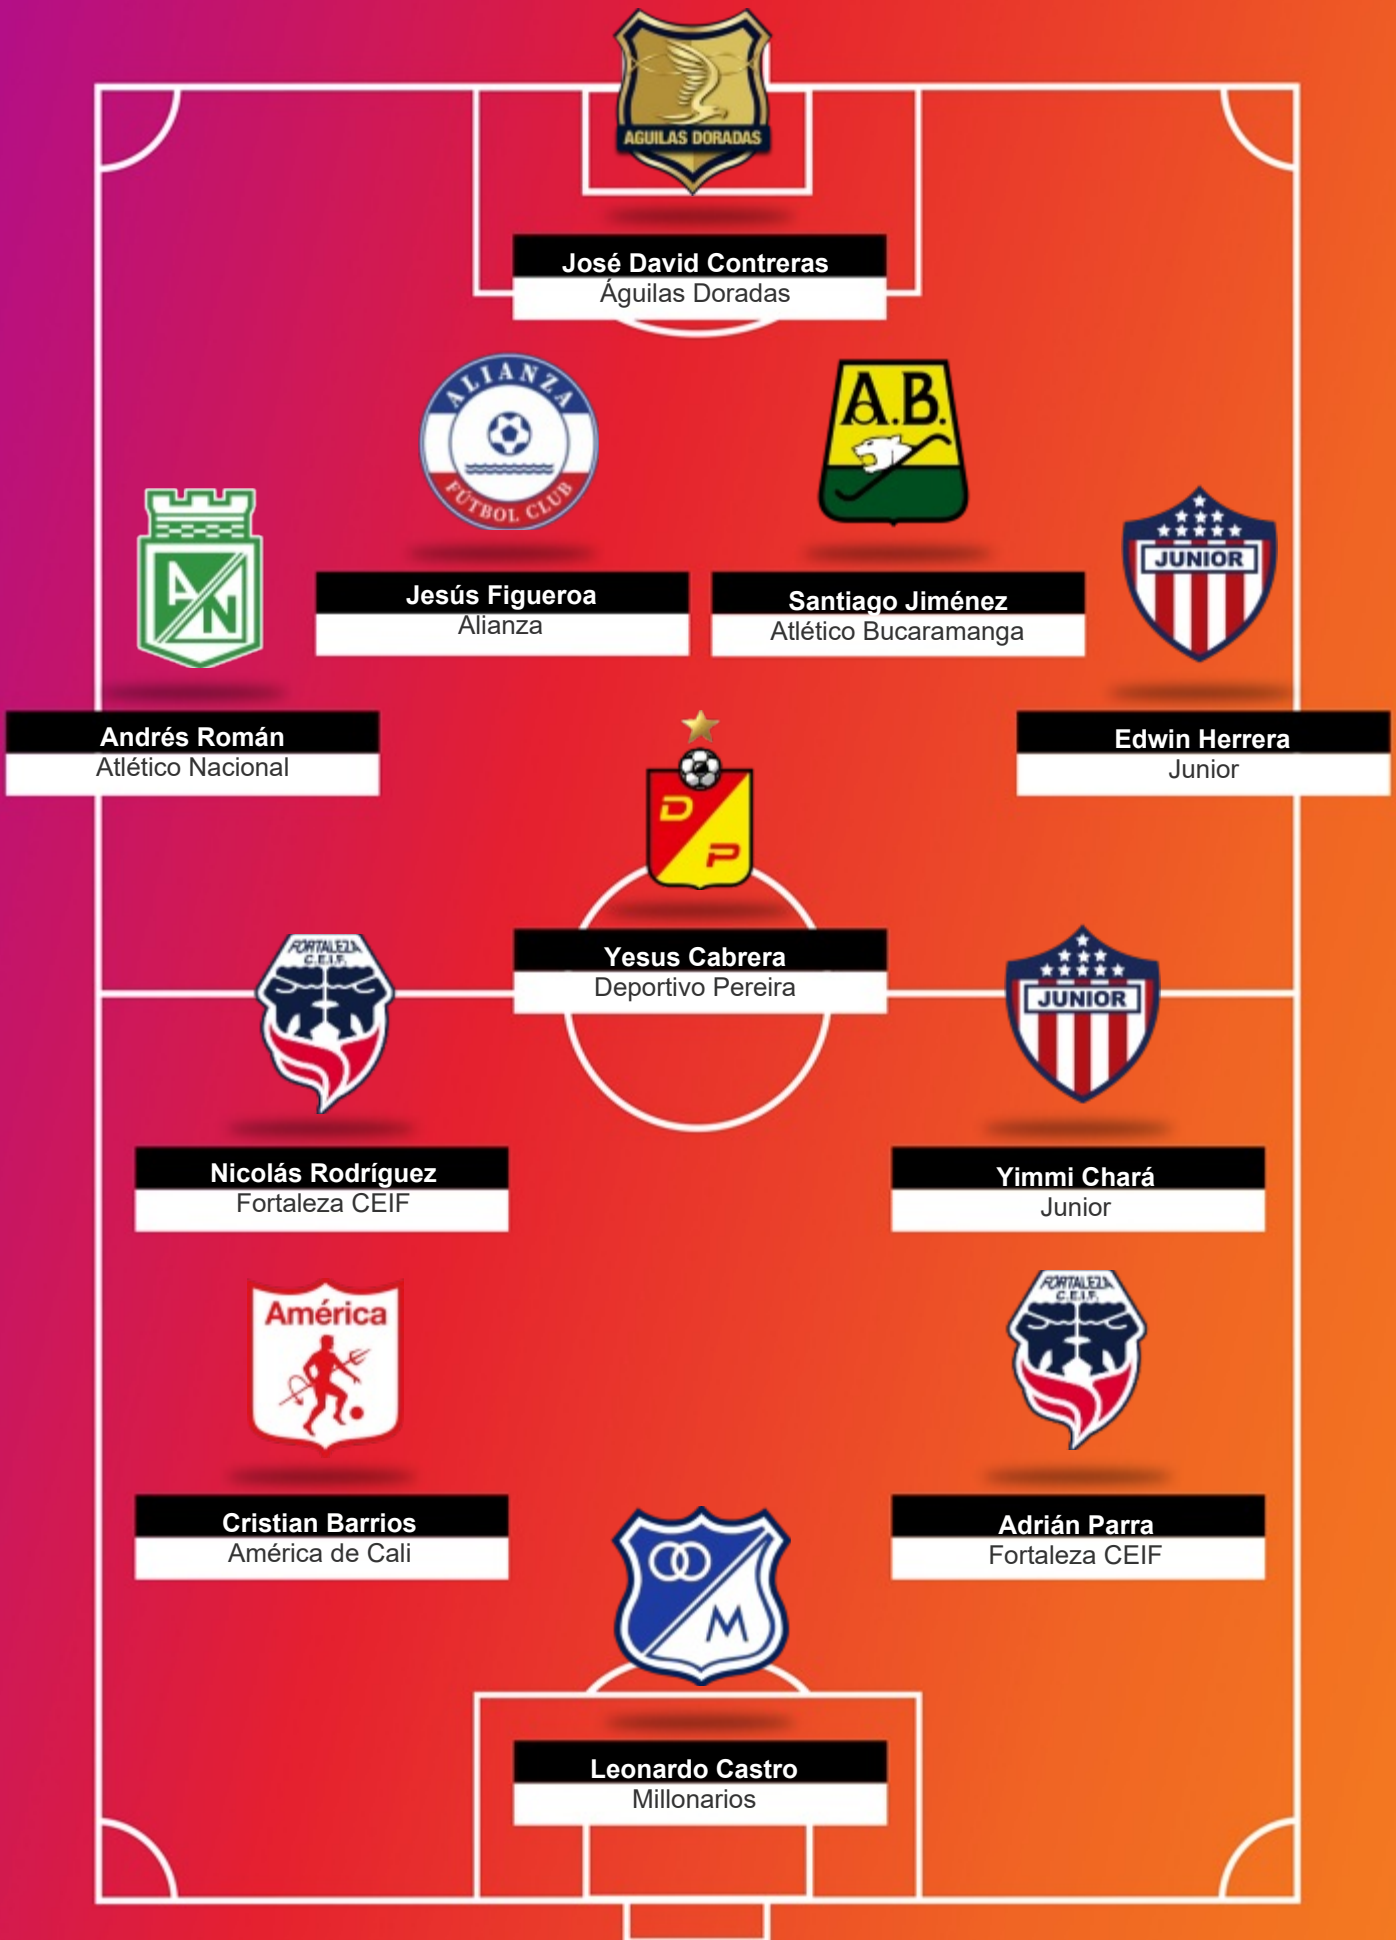 AGUILAS DORADAS
José David Contreras
Águilas Doradas
ALIANZA
FÚTBOL CLUB
A.B.
Jesús Figueroa
Alianza
Santiago Jiménez
Atlético Bucaramanga
AN
JUNIOR
Andrés Román
Atlético Nacional
Edwin Herrera
Junior
DP
Yesus Cabrera
Deportivo Pereira
FORTALEZA
C.E.I.F.
JUNIOR
Nicolás Rodríguez
Fortaleza CEIF
Yimmi Chará
Junior
América
FORTALEZA
C.E.I.F.
Cristian Barrios
América de Cali
Adrián Parra
Fortaleza CEIF
M
Leonardo Castro
Millonarios